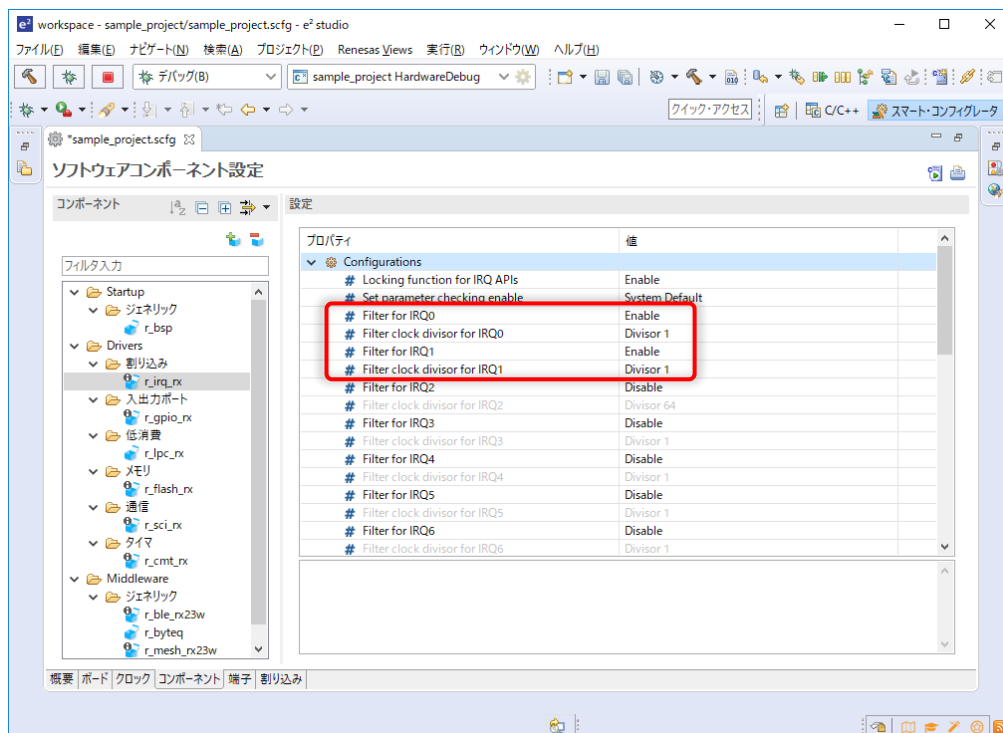 workspace - sample_project/sample_project.scfg - e² studio
ファイル(F) 編集(E) ナビゲート(N) 検索(A) プロジェクト(P) Renesas Views 実行(R) ウィンドウ(W) ヘルプ(H)
デバッグ(B) sample_project HardwareDebug
クイック・アクセス C/C++ スマート・コンフィグレータ
*sample_project.scfg
ソフトウェアコンポーネント設定
コンポーネント
設定
フィルタ入力
Startup
ジェネリック
r_bsp
Drivers
割り込み
r_irq_rx
入出力ポート
r_gpio_rx
低消費
r_lpc_rx
メモリ
r_flash_rx
通信
r_sci_rx
タイマ
r_cmt_rx
Middleware
ジェネリック
r_ble_rx23w
r_byteq
r_mesh_rx23w
プロパティ 値
Configurations
# Locking function for IRQ APIs Enable
# Set parameter checking enable System Default
# Filter for IRQ0 Enable
# Filter clock divisor for IRQ0 Divisor 1
# Filter for IRQ1 Enable
# Filter clock divisor for IRQ1 Divisor 1
# Filter for IRQ2 Disable
# Filter clock divisor for IRQ2 Divisor 64
# Filter for IRQ3 Disable
# Filter clock divisor for IRQ3 Divisor 1
# Filter for IRQ4 Disable
# Filter clock divisor for IRQ4 Divisor 1
# Filter for IRQ5 Disable
# Filter clock divisor for IRQ5 Divisor 1
# Filter for IRQ6 Disable
# Filter clock divisor for IRQ6 Divisor 1
概要 ボード クロック コンポーネント 端子 割り込み